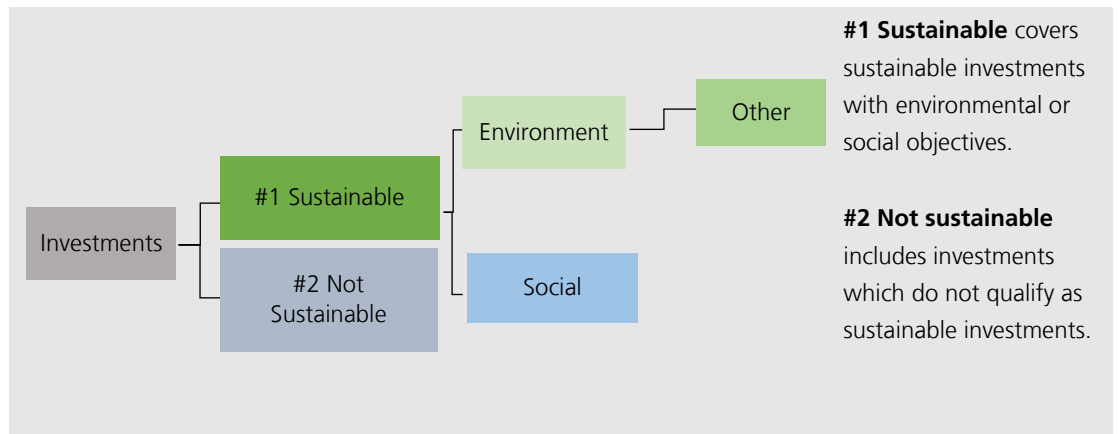 Investments
#1 Sustainable
#2 Not
Sustainable
Environment
Social
Other
#1 Sustainable covers
sustainable investments
with environmental or
social objectives.
#2 Not sustainable
includes investments
which do not qualify as
sustainable investments.